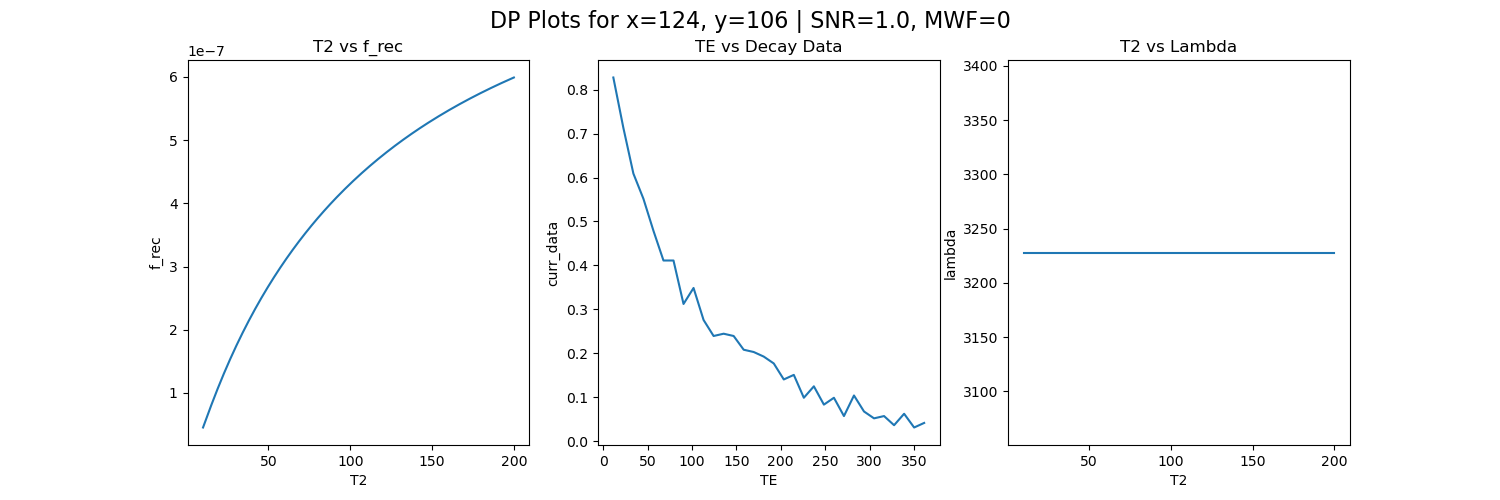 DP Plots for x=124, y=106 | SNR=1.0, MWF=0
T2 vs f_rec
1e−7
6
5
4
3
2
1
f_rec
50 100 150 200
T2
TE vs Decay Data
0.8
0.7
0.6
0.5
0.4
0.3
0.2
0.1
0.0
curr_data
0 50 100 150 200 250 300 350
TE
T2 vs Lambda
3400
3350
3300
3250
3200
3150
3100
lambda
50 100 150 200
T2